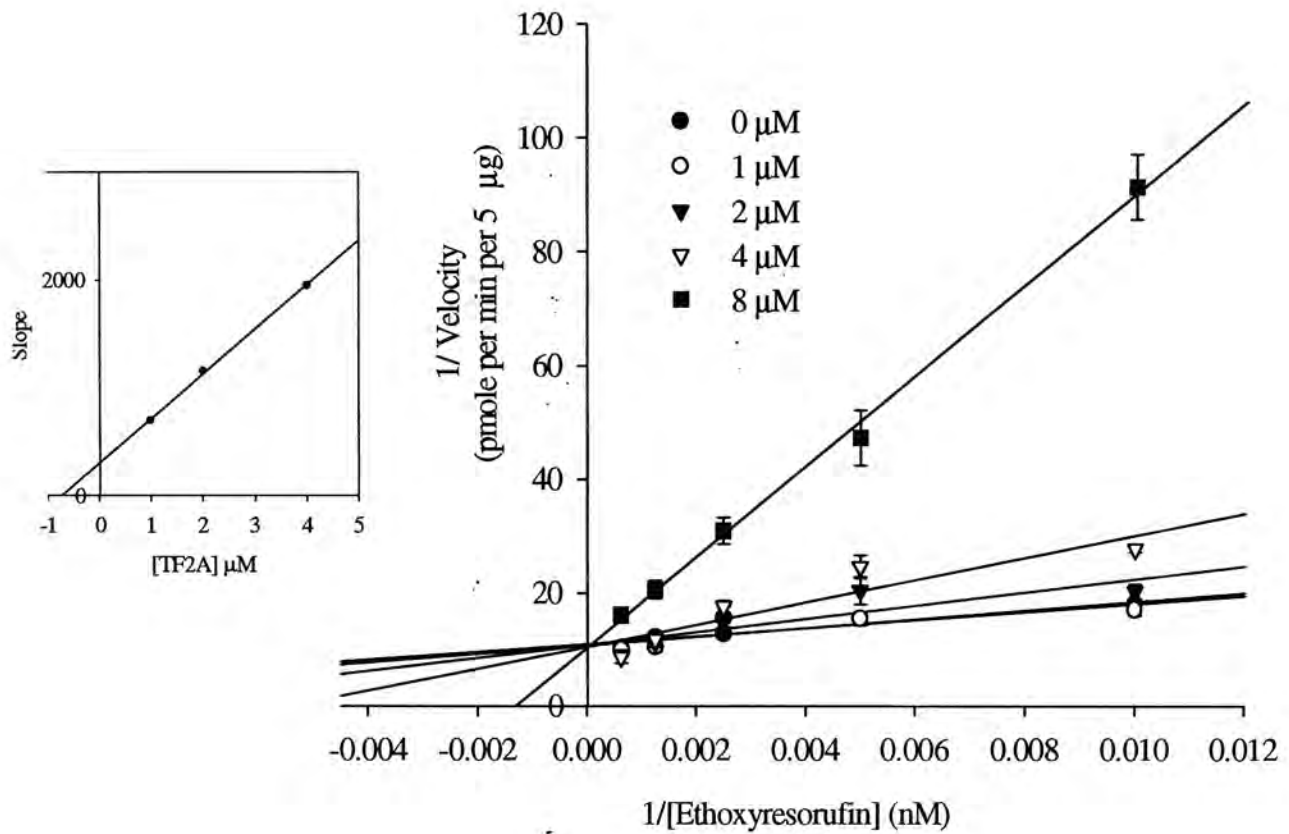 120
100
80
60
40
20
0
1/ Velocity
(pmole per min per 5 µg)
0 µM
1 µM
2 µM
4 µM
8 µM
-0.004
-0.002
0.000
0.002
0.004
0.006
0.008
0.010
0.012
1/[Ethoxyresorufin] (nM)
2000
0
Slope
-1
0
1
2
3
4
5
[TF2A] µM